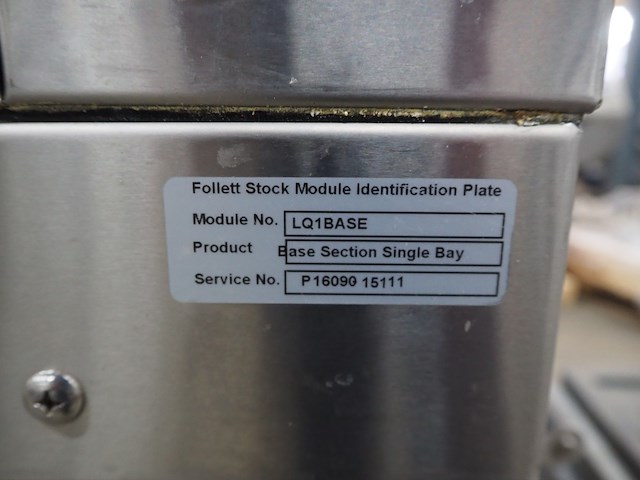 Follett Stock Module Identification Plate
Module No. LQ1BASE
Product Base Section Single Bay
Service No. P16090 15111